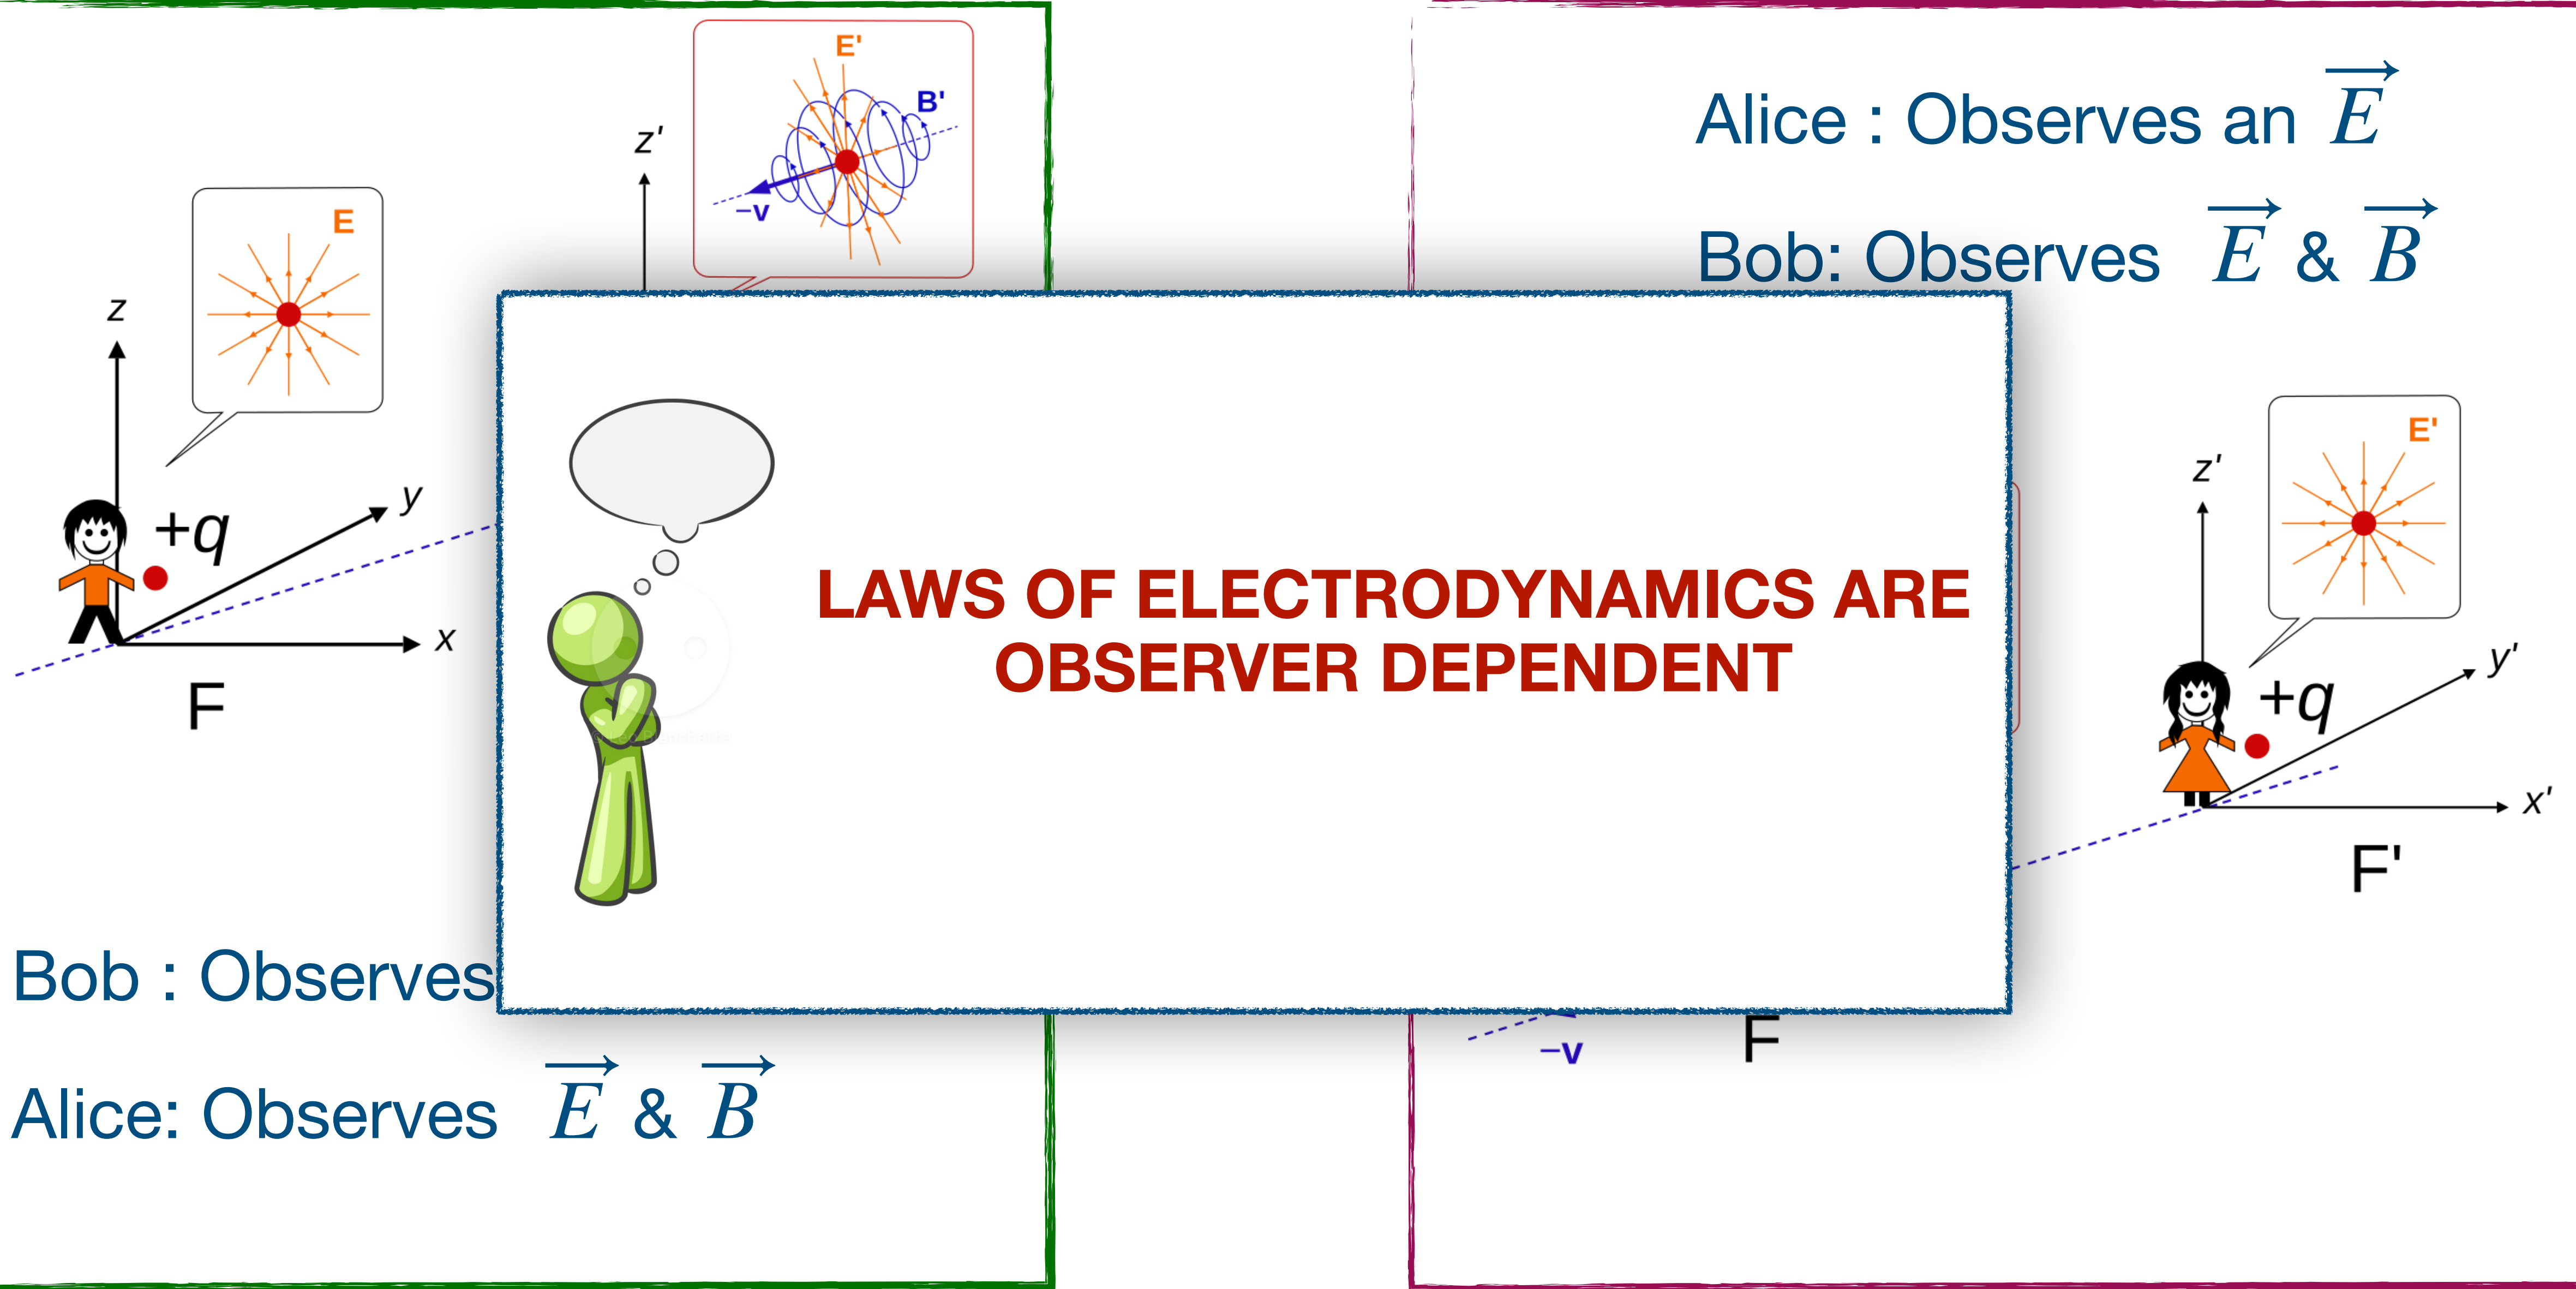 E'
B'
−v
z'
E
z
y
+q
x
F
Bob : Observes
Alice: Observes E & B
LAWS OF ELECTRODYNAMICS ARE
OBSERVER DEPENDENT
Alice : Observes an E
Bob: Observes E & B
E'
z'
y'
+q
x'
F'
−v
F